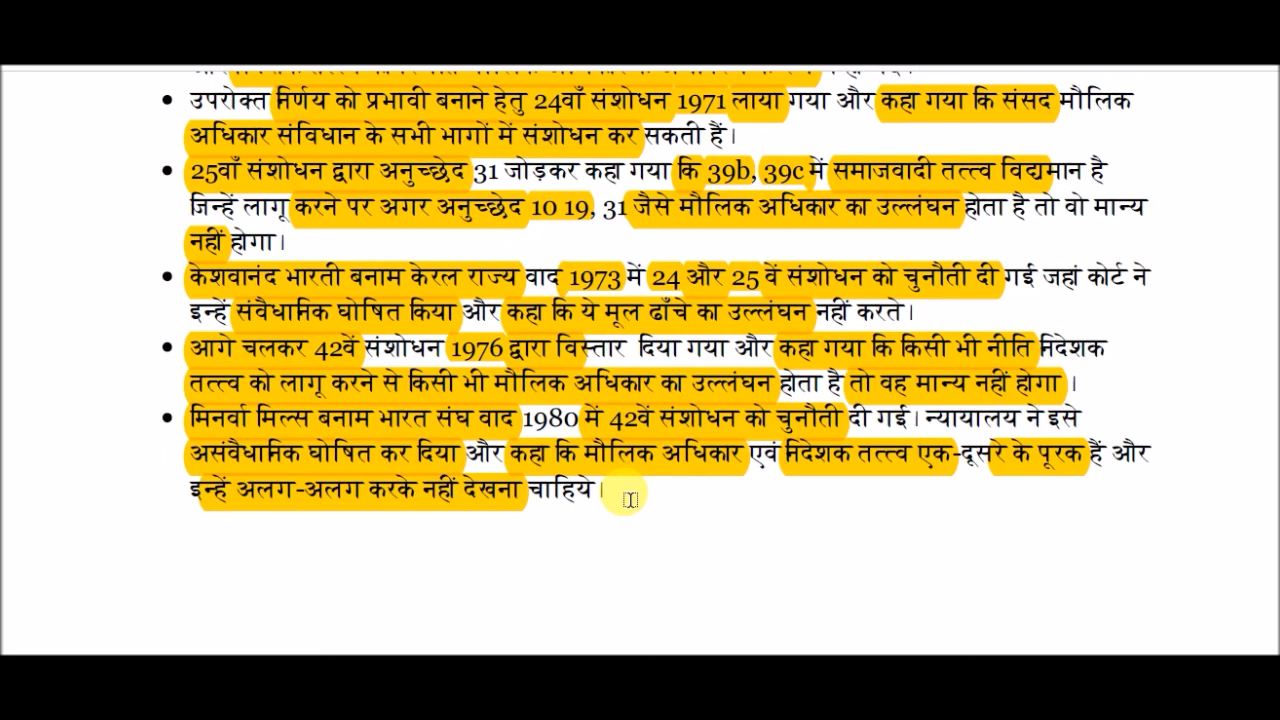 उपरोक्त निर्णय को प्रभावी बनाने हेतु 24वाँ संशोधन 1971 लाया गया और कहा गया कि संसद मौलिक
अधिकार संविधान के सभी भागों में संशोधन कर सकती हैं।
25वाँ संशोधन द्वारा अनुच्छेद 31 जोड़कर कहा गया कि 39b, 39c में समाजवादी तत्त्व विद्यमान है
जिन्हें लागू करने पर अगर अनुच्छेद 10 19, 31 जैसे मौलिक अधिकार का उल्लंघन होता है तो वो मान्य
नहीं होगा।
केशवानंद भारती बनाम केरल राज्य वाद 1973 में 24 और 25 वें संशोधन को चुनौती दी गई जहां कोर्ट ने
इन्हें संवैधानिक घोषित किया और कहा कि ये मूल ढाँचे का उल्लंघन नहीं करते।
आगे चलकर 42वें संशोधन 1976 द्वारा विस्तार दिया गया और कहा गया कि किसी भी नीति निदेशक
तत्त्व को लागू करने से किसी भी मौलिक अधिकार का उल्लंघन होता है तो वह मान्य नहीं होगा ।
मिनर्वा मिल्स बनाम भारत संघ वाद 1980 में 42वें संशोधन को चुनौती दी गई। न्यायालय ने इसे
असंवैधानिक घोषित कर दिया और कहा कि मौलिक अधिकार एवं निदेशक तत्त्व एक-दूसरे के पूरक हैं और
इन्हें अलग-अलग करके नहीं देखना चाहिये।